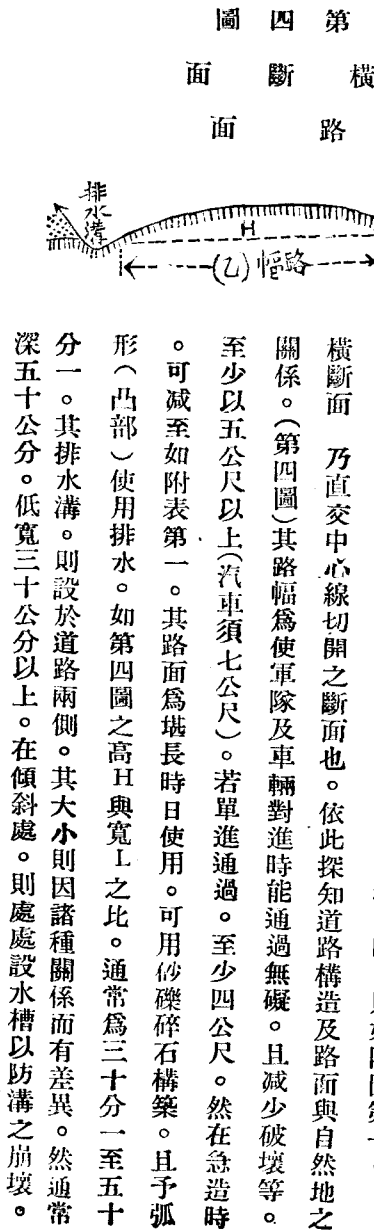 第四圖
橫斷面
路面
排水溝
H
路幅(乙)
橫斷面　乃直交中心線切開之斷面也。依此探知道路構造及路面與自然地之
關係。(第四圖)其路幅爲使軍隊及車輛對進時能通過無礙。且減少破壞等。
至少以五公尺以上(汽車須七公尺)。若單進通過。至少四公尺。然在急造時
。可減至如附表第一。其路面爲堪長時日使用。可用砂礫碎石構築。且予弧
形(凸部)使用排水。如第四圖之高H與寬L之比。通常爲三十分一至五十
分一。其排水溝。則設於道路兩側。其大小則因諸種關係而有差異。然通常
深五十公分。低寬三十公分以上。在傾斜處。則處處設水槽以防溝之崩壞。